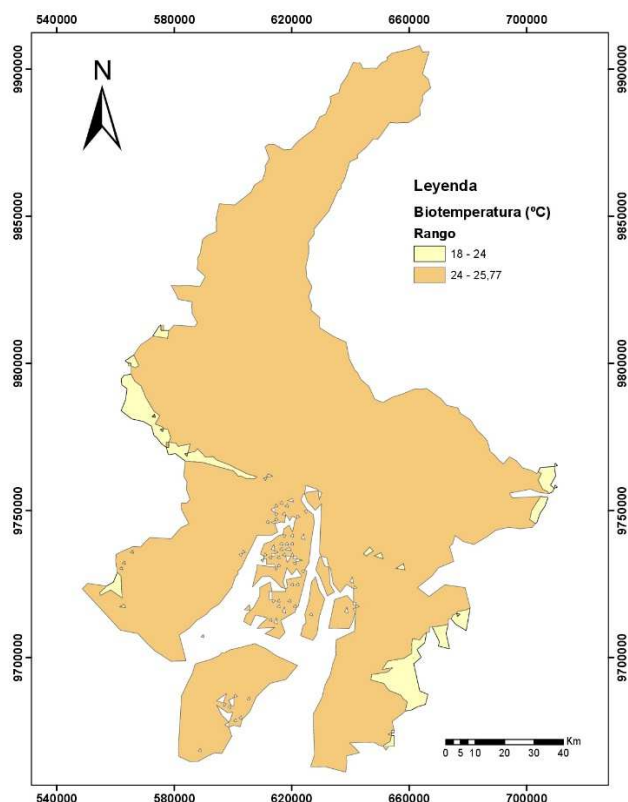 540000 580000 620000 660000 700000
9900000 9900000
N
Leyenda
Biotemperatura (ºC)
Rango
18 - 24
24 - 25,77
9850000 9850000
9800000 9800000
9750000 9750000
9700000 9700000
Km
0 5 10 20 30 40
540000 580000 620000 660000 700000